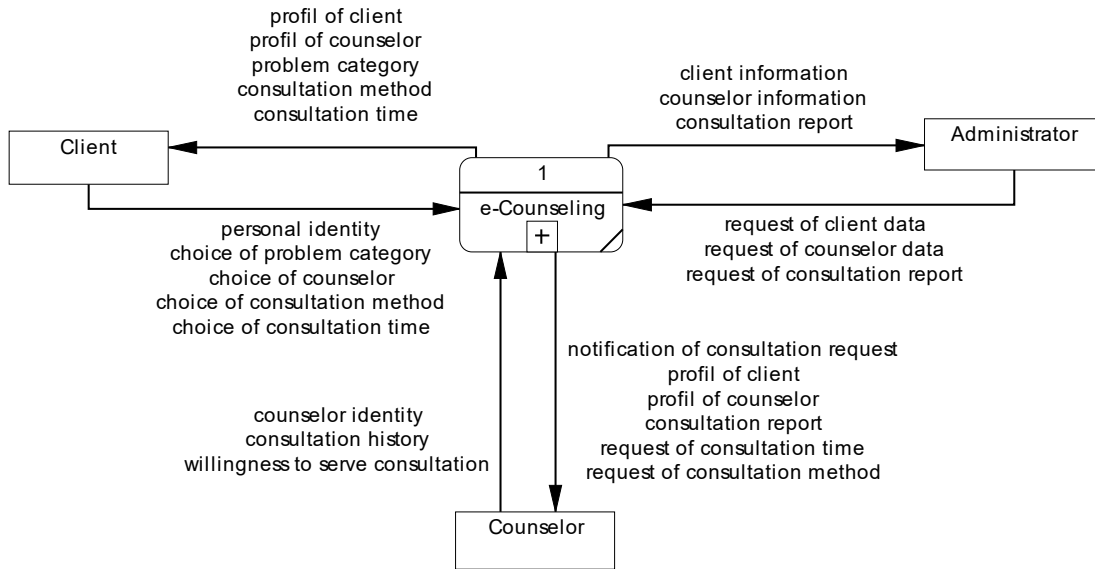 profil of client
profil of counselor
problem category
consultation method
consultation time
client information
counselor information
consultation report
Client
Administrator
1
e-Counseling
+
personal identity
choice of problem category
choice of counselor
choice of consultation method
choice of consultation time
request of client data
request of counselor data
request of consultation report
notification of consultation request
profil of client
profil of counselor
consultation report
request of consultation time
request of consultation method
counselor identity
consultation history
willingness to serve consultation
Counselor